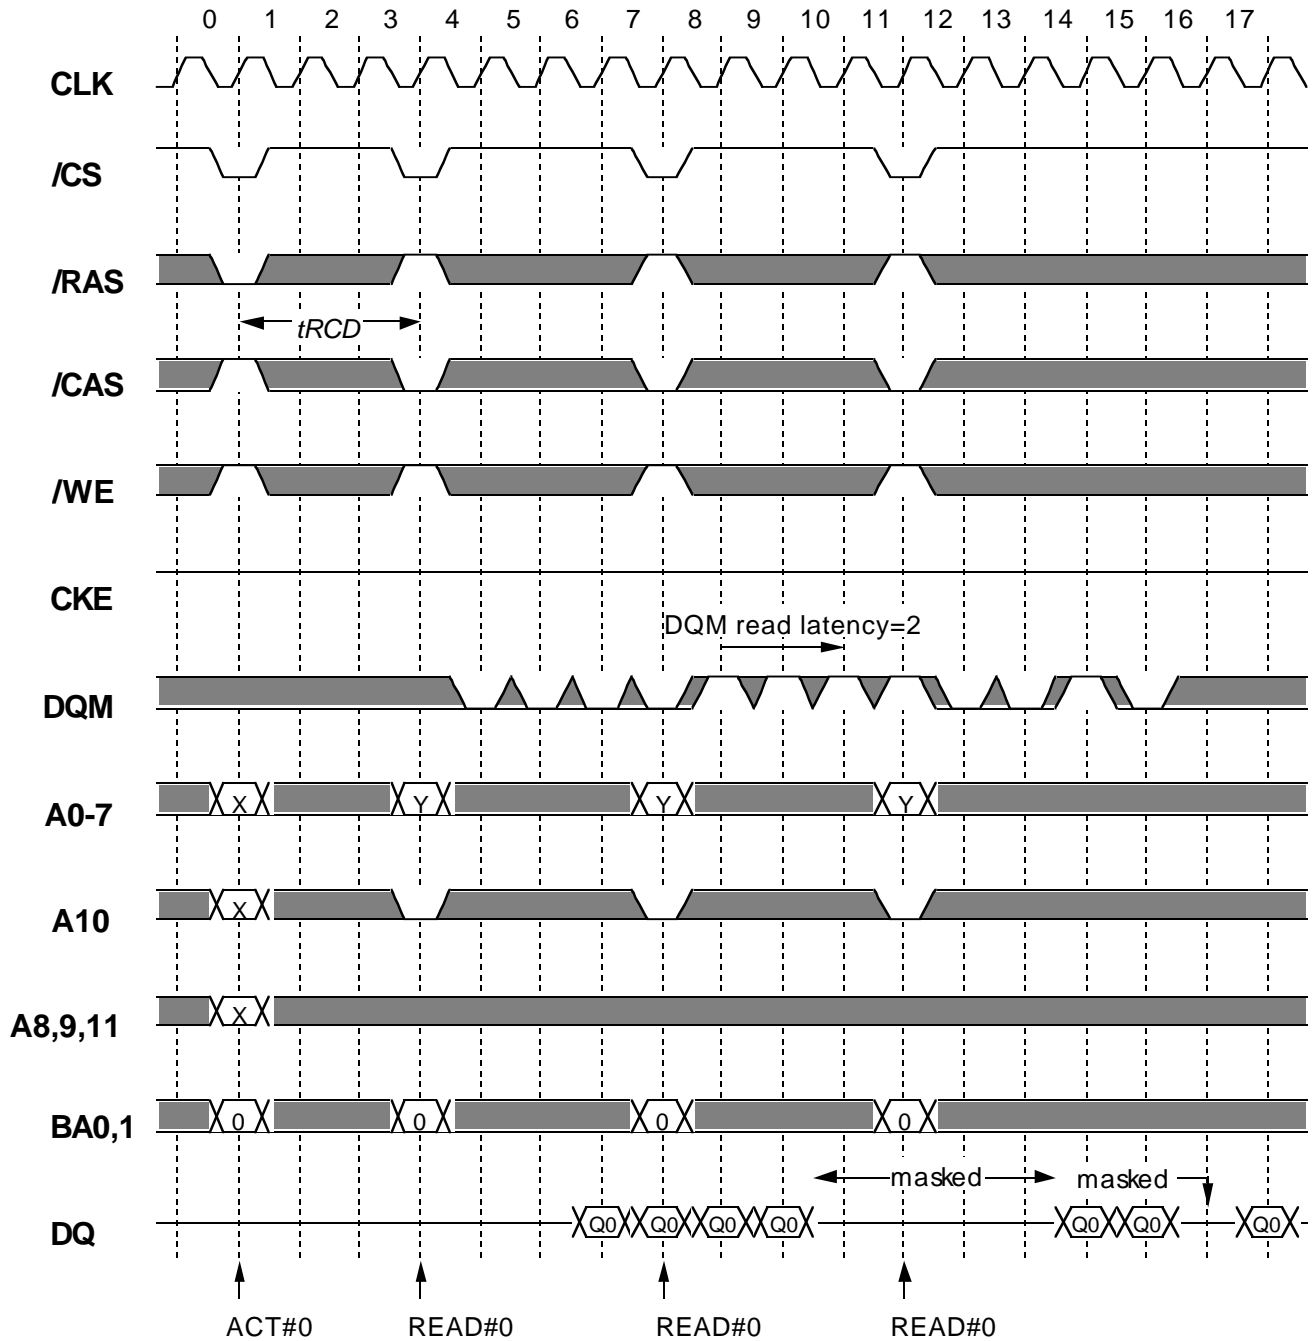 0 1 2 3 4 5 6 7 8 9 10 11 12 13 14 15 16 17
CLK
/CS
/RAS
tRCD
/CAS
/WE
CKE
DQM read latency=2
DQM
A0-7 X Y Y Y
A10 X
A8,9,11 X
BA0,1 0 0 0 0
masked masked
DQ Q0 Q0 Q0 Q0 Q0 Q0 Q0
ACT#0 READ#0 READ#0 READ#0